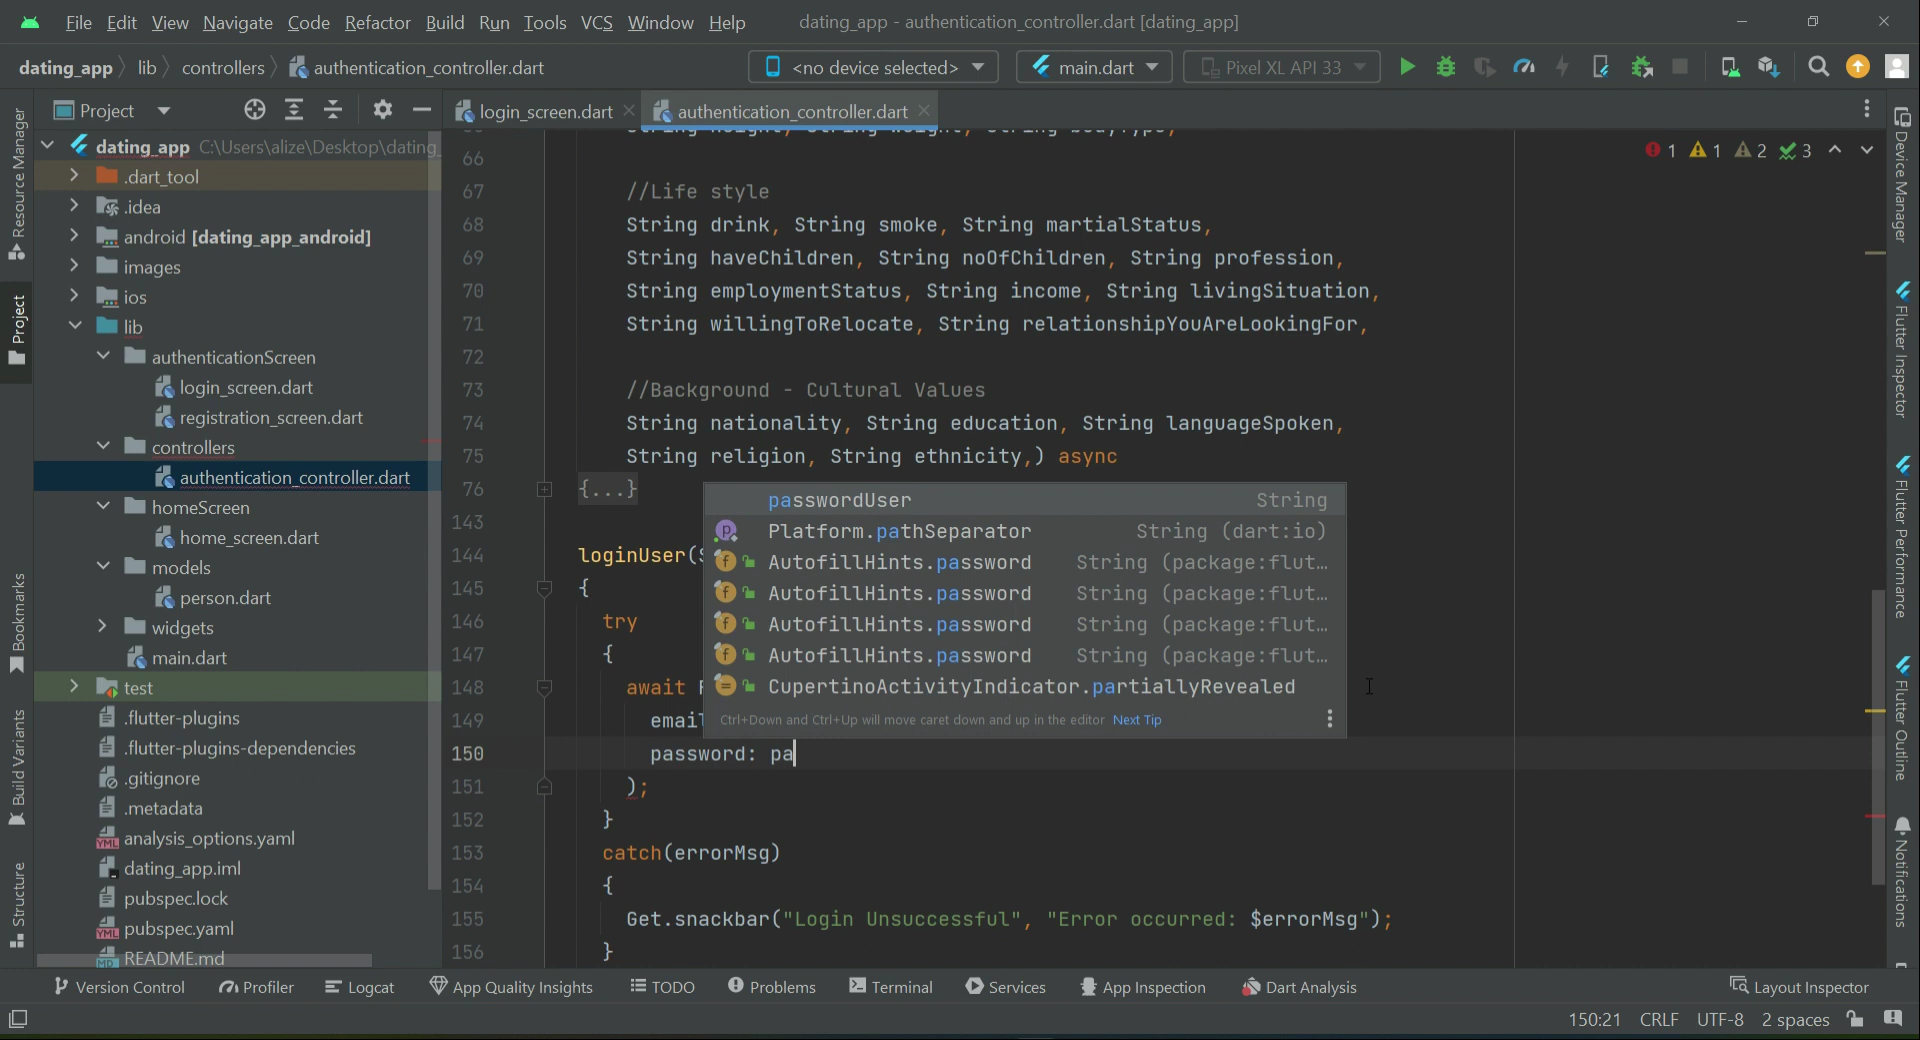 File Edit View Navigate Code Refactor Build Run Tools VCS Window Help dating_app - authentication_controller.dart [dating_app]
dating_app lib controllers authentication_controller.dart <no device selected> main.dart Pixel XL API 33
Project login_screen.dart authentication_controller.dart
Resource Manager
Project
Bookmarks
Build Variants
Structure
dating_app C:\Users\alize\Desktop\dating_
.dart_tool
.idea
android [dating_app_android]
images
ios
lib
authenticationScreen
login_screen.dart
registration_screen.dart
controllers
authentication_controller.dart
homeScreen
home_screen.dart
models
person.dart
widgets
main.dart
test
.flutter-plugins
.flutter-plugins-dependencies
.gitignore
.metadata
analysis_options.yaml
dating_app.iml
pubspec.lock
pubspec.yaml
README.md
1 1 2 3
66
67 //Life style
68 String drink, String smoke, String martialStatus,
69 String haveChildren, String noOfChildren, String profession,
70 String employmentStatus, String income, String livingSituation,
71 String willingToRelocate, String relationshipYouAreLookingFor,
72
73 //Background - Cultural Values
74 String nationality, String education, String languageSpoken,
75 String religion, String ethnicity,) async
76 {...}
143
144 loginUser(
145 {
146 try
147 {
148 await
149 email
150 password: pa
151 );
152 }
153 catch(errorMsg)
154 {
155 Get.snackbar("Login Unsuccessful", "Error occurred: $errorMsg");
156 }
passwordUser String
Platform.pathSeparator String (dart:io)
AutofillHints.password String (package:flut...
AutofillHints.password String (package:flut...
AutofillHints.password String (package:flut...
AutofillHints.password String (package:flut...
CupertinoActivityIndicator.partiallyRevealed
Ctrl+Down and Ctrl+Up will move caret down and up in the editor Next Tip
Device Manager
Flutter Inspector
Flutter Performance
Flutter Outline
Notifications
Version Control Profiler Logcat App Quality Insights TODO Problems Terminal Services App Inspection Dart Analysis Layout Inspector
150:21 CRLF UTF-8 2 spaces